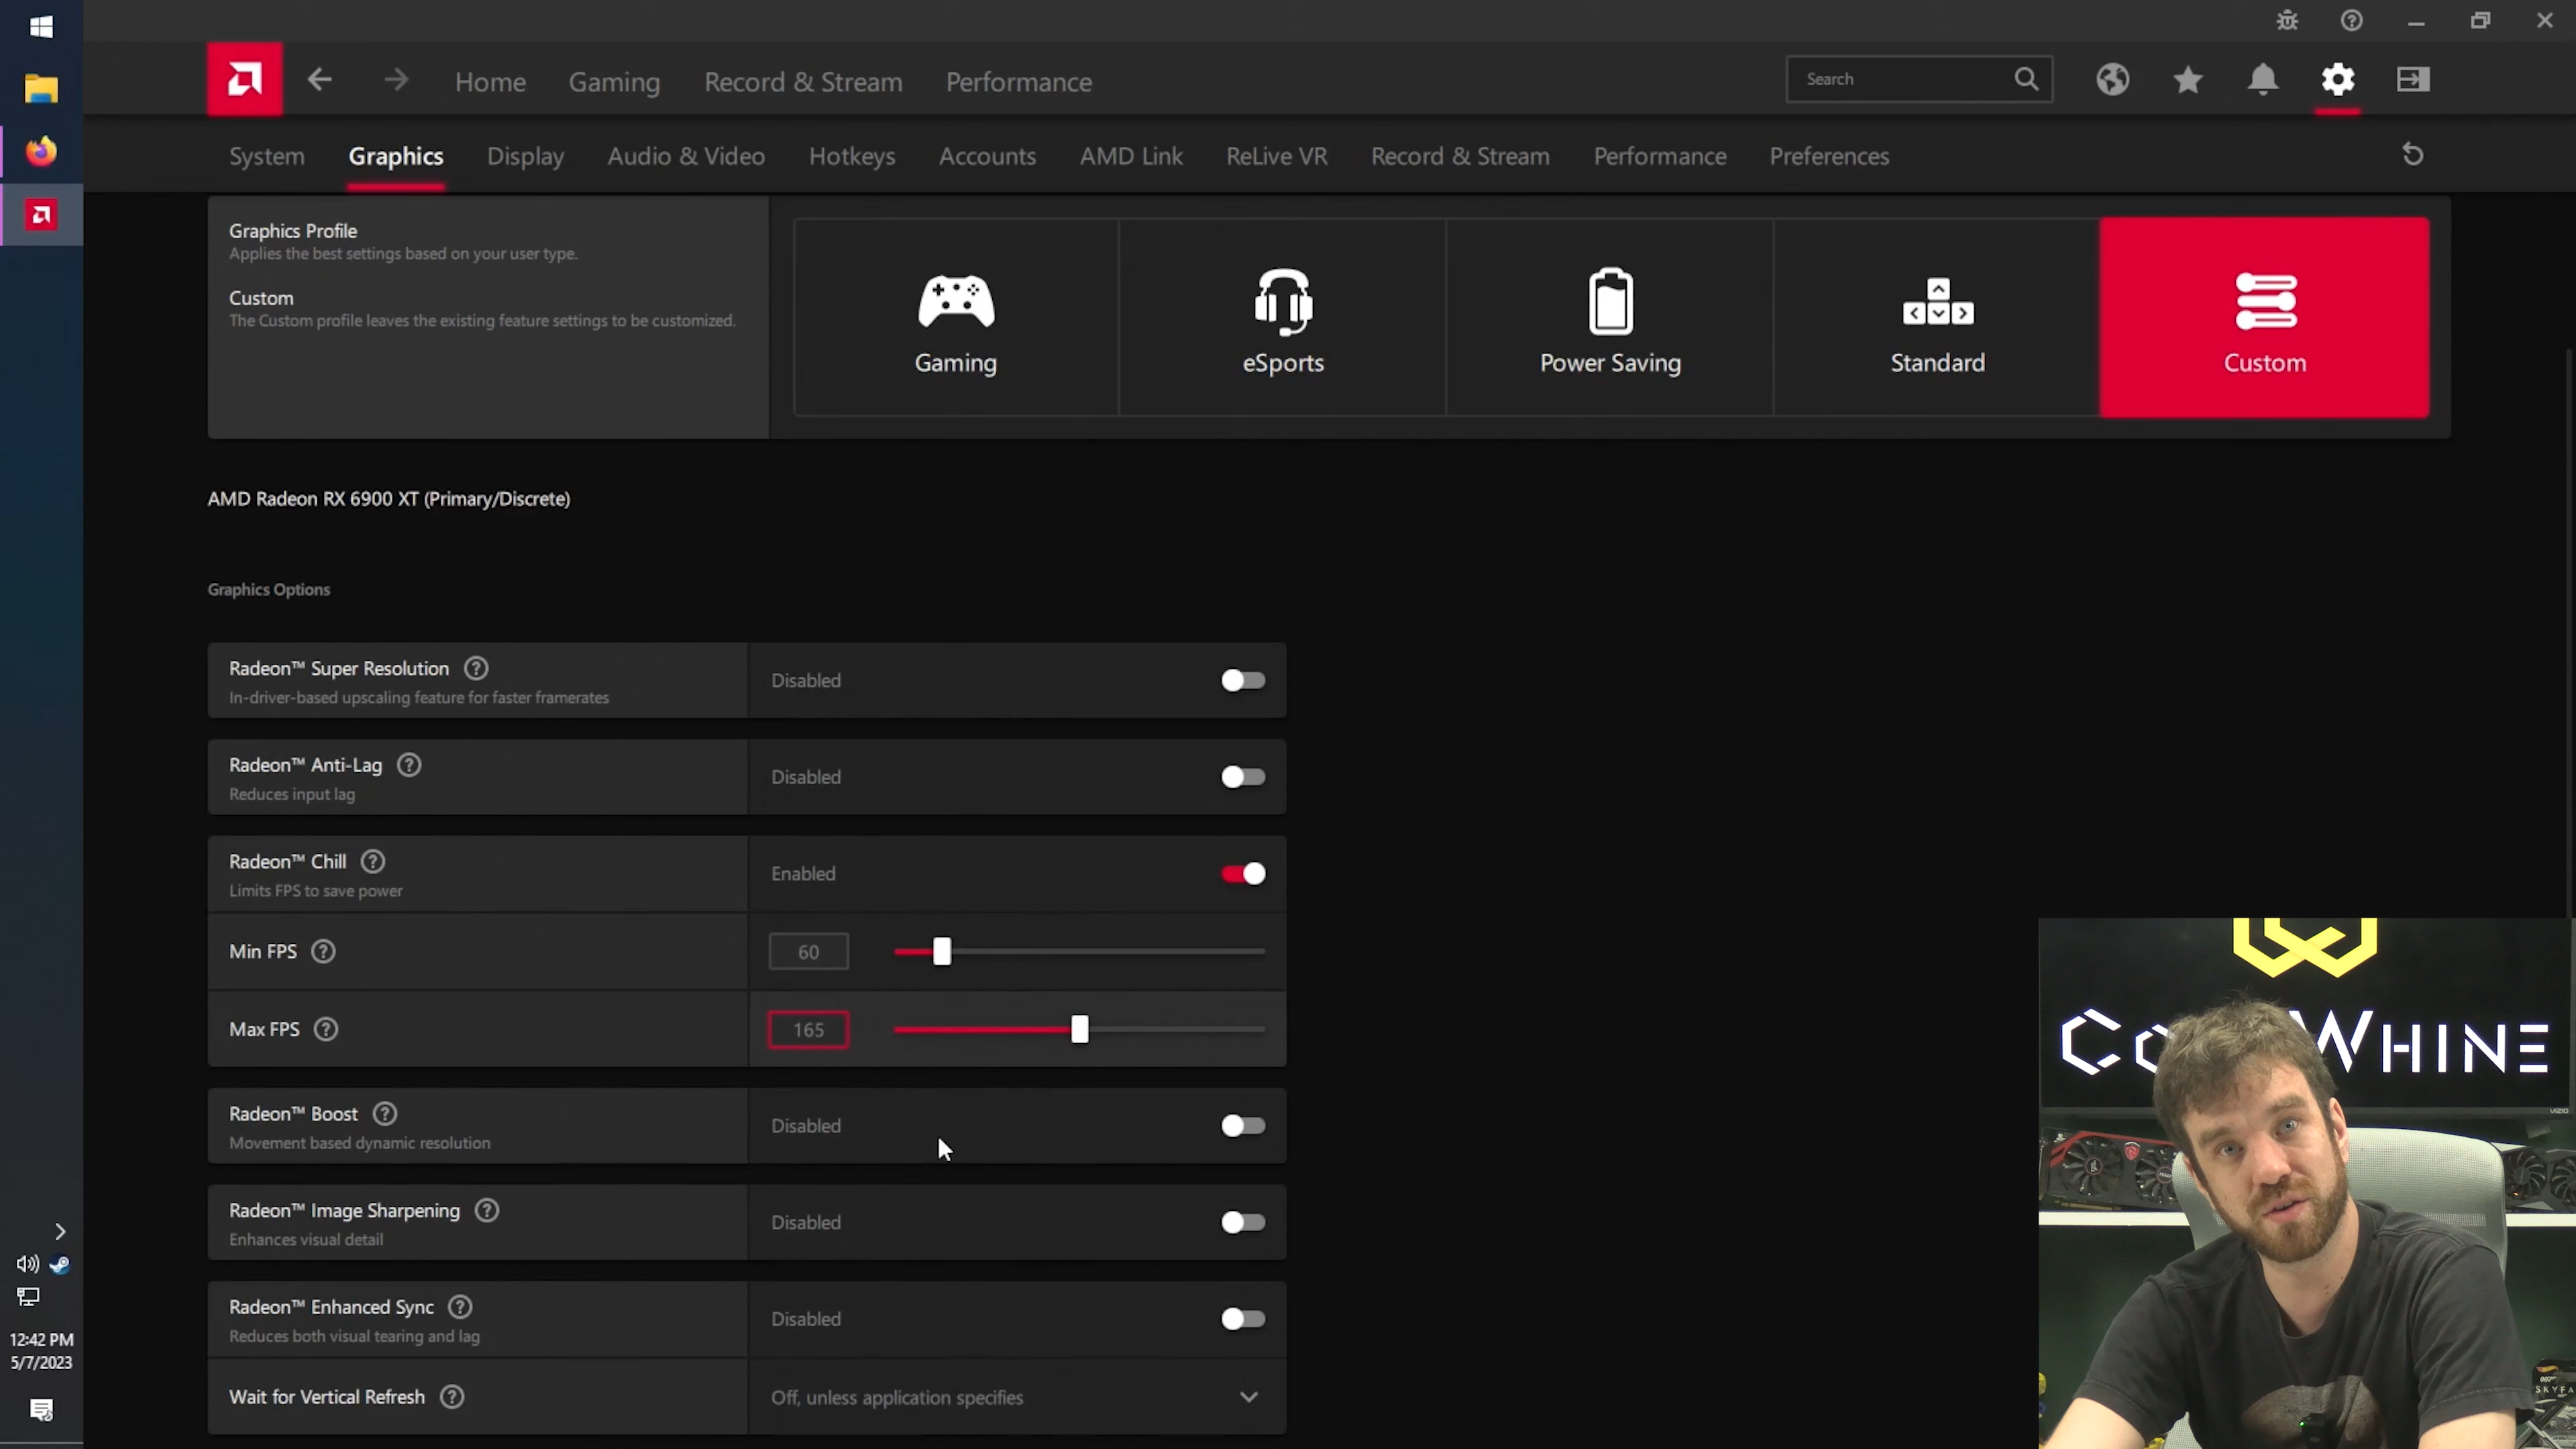 Home Gaming Record & Stream Performance Search
System Graphics Display Audio & Video Hotkeys Accounts AMD Link ReLive VR Record & Stream Performance Preferences
Graphics Profile
Applies the best settings based on your user type.
Custom
The Custom profile leaves the existing feature settings to be customized.
Gaming eSports Power Saving Standard Custom
AMD Radeon RX 6900 XT (Primary/Discrete)
Graphics Options
Radeon™ Super Resolution
In-driver-based upscaling feature for faster framerates
Disabled
Radeon™ Anti-Lag
Reduces input lag
Disabled
Radeon™ Chill
Limits FPS to save power
Enabled
Min FPS 60
Max FPS 165
Radeon™ Boost
Movement based dynamic resolution
Disabled
Radeon™ Image Sharpening
Enhances visual detail
Disabled
Radeon™ Enhanced Sync
Reduces both visual tearing and lag
Disabled
Wait for Vertical Refresh Off, unless application specifies
12:42 PM
5/7/2023
WHINE
VIZIO
007